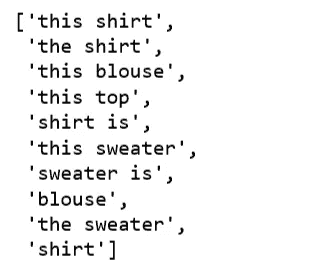 ['this shirt',
'the shirt',
'this blouse',
'this top',
'shirt is',
'this sweater',
'sweater is',
'blouse',
'the sweater',
'shirt']